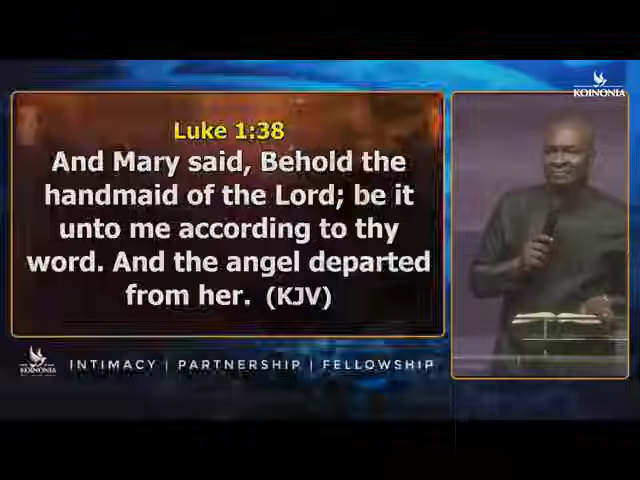 KOINONIA
Luke 1:38
And Mary said, Behold the
handmaid of the Lord; be it
unto me according to thy
word. And the angel departed
from her. (KJV)
KOINONIA
INTIMACY | PARTNERSHIP | FELLOWSHIP